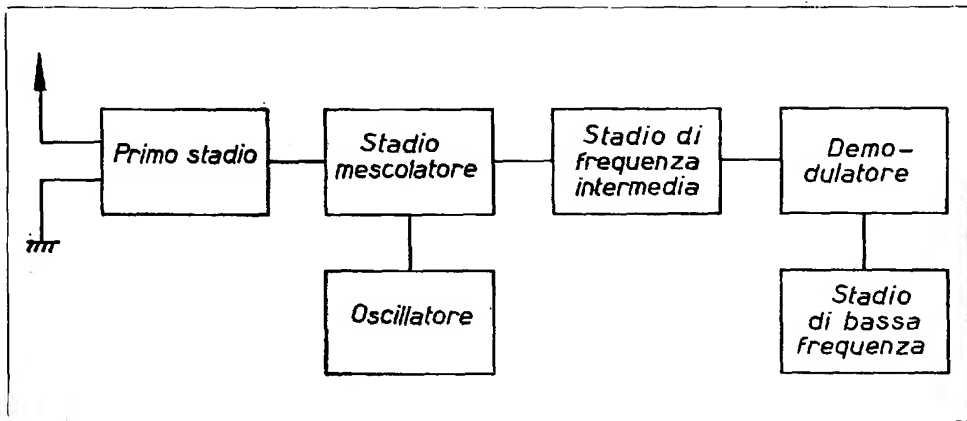 Primo stadio
Stadio
mescolatore
Stadio di
frequenza
intermedia
Demo-
dulatore
Oscillatore
Stadio
di bassa
frequenza